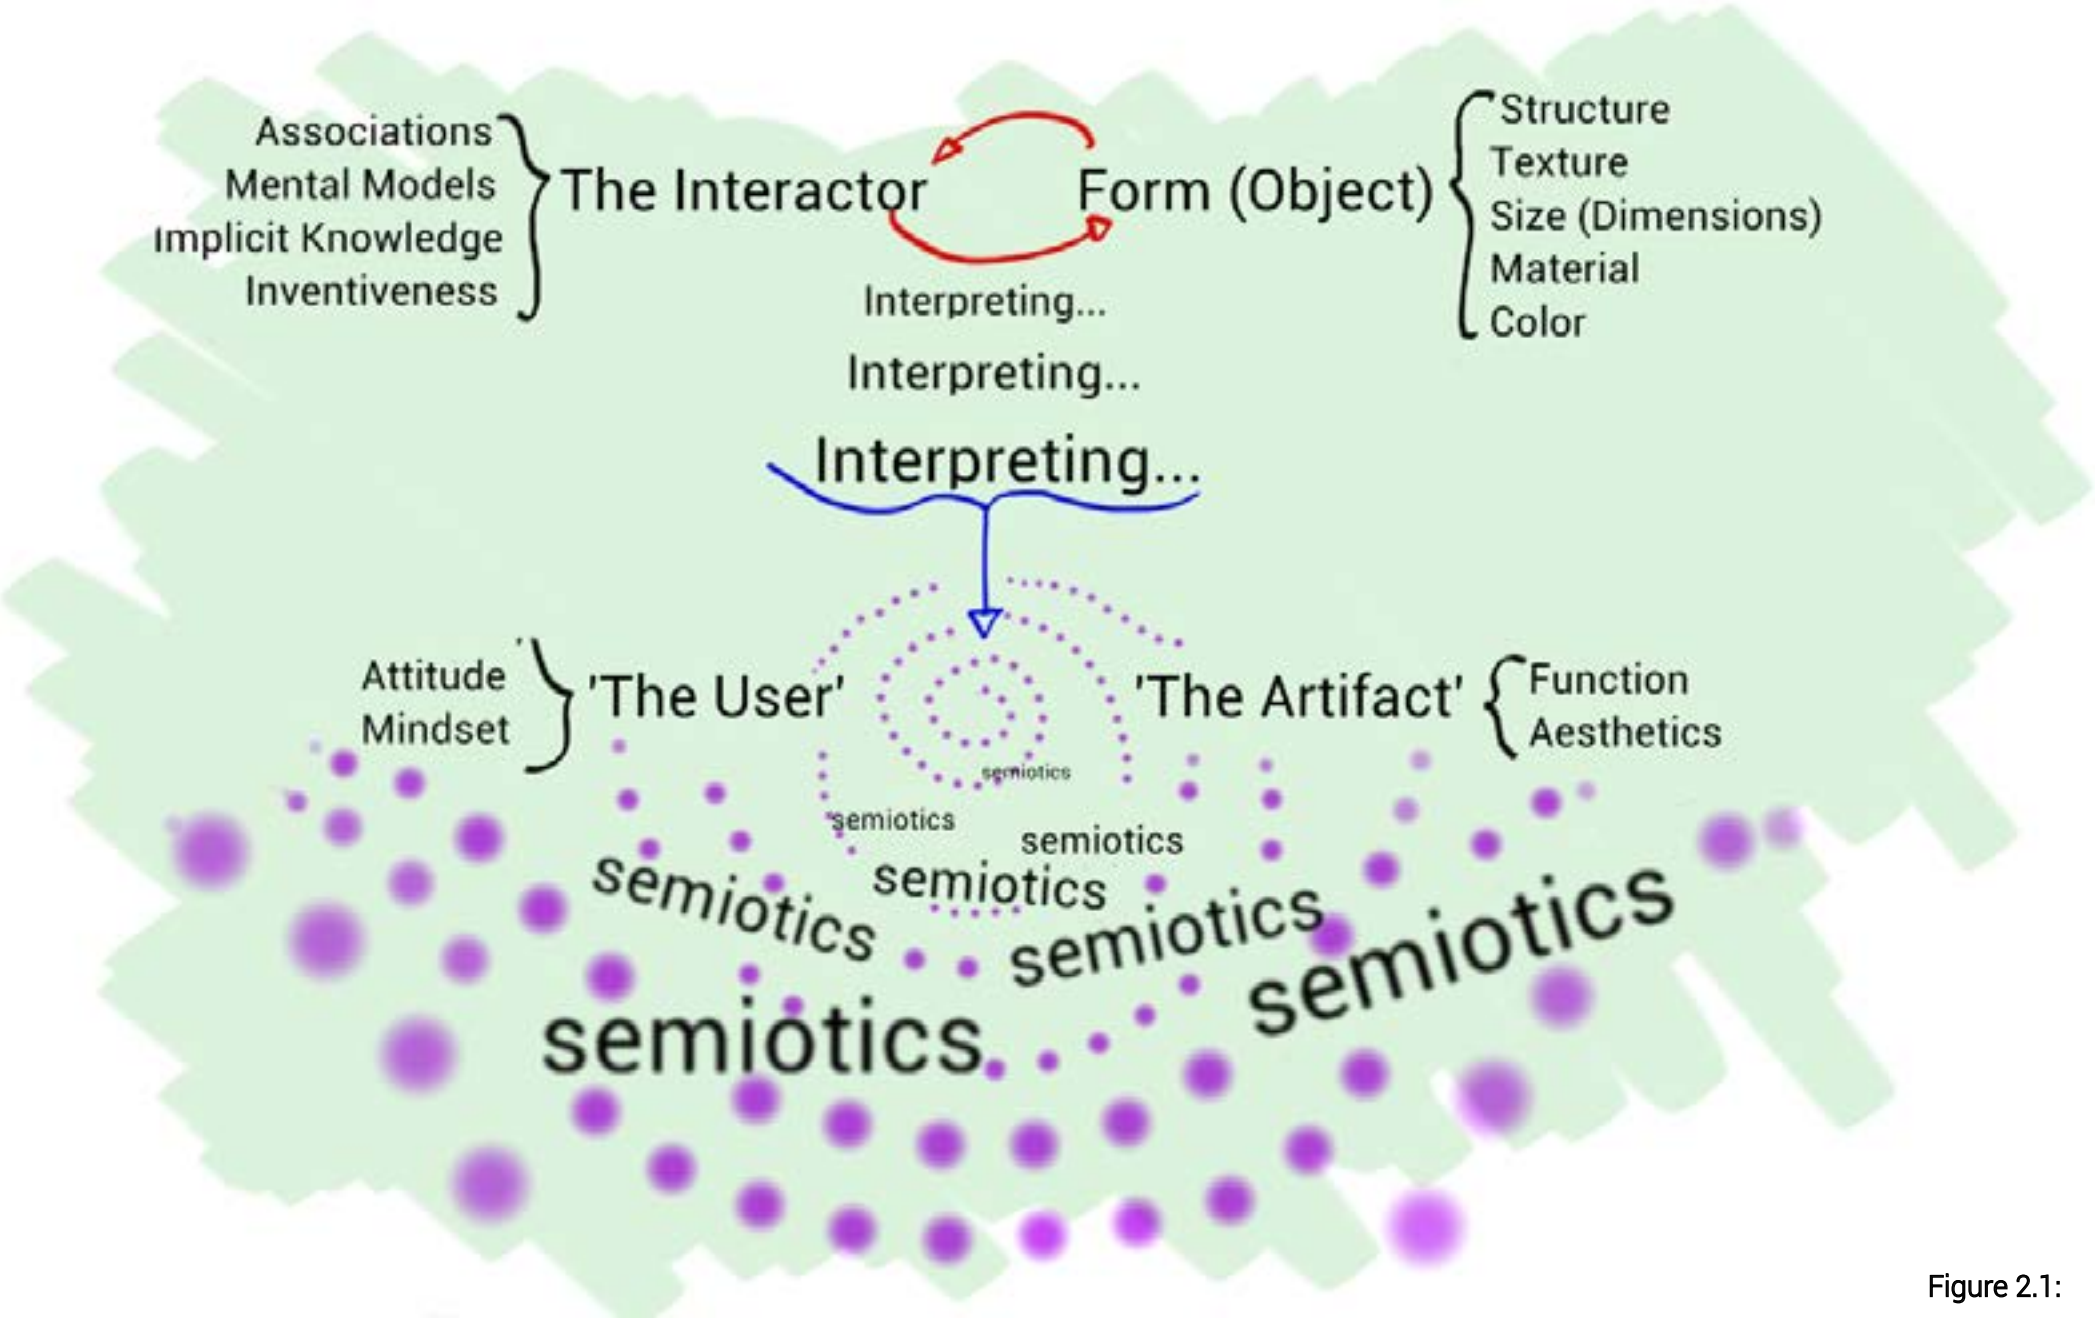 Associations
Mental Models
Implicit Knowledge
Inventiveness
The Interactor
Form (Object)
Structure
Texture
Size (Dimensions)
Material
Color
Interpreting...
Interpreting...
Interpreting...
Attitude
Mindset
'The User'
'The Artifact'
Function
Aesthetics
semiotics
semiotics
semiotics
semiotics
semiotics
semiotics
semiotics
semiotics
Figure 2.1: